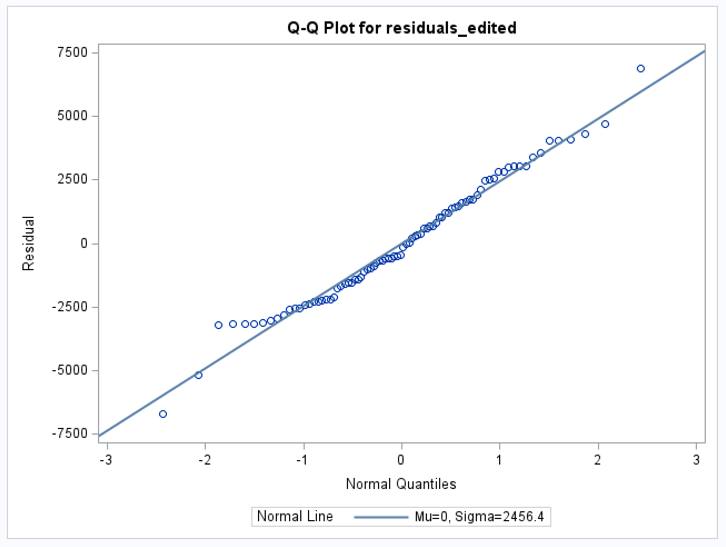 Q-Q Plot for residuals_edited
7500
5000
2500
0
-2500
-5000
-7500
Residual
-3 -2 -1 0 1 2 3
Normal Quantiles
Normal Line Mu=0, Sigma=2456.4